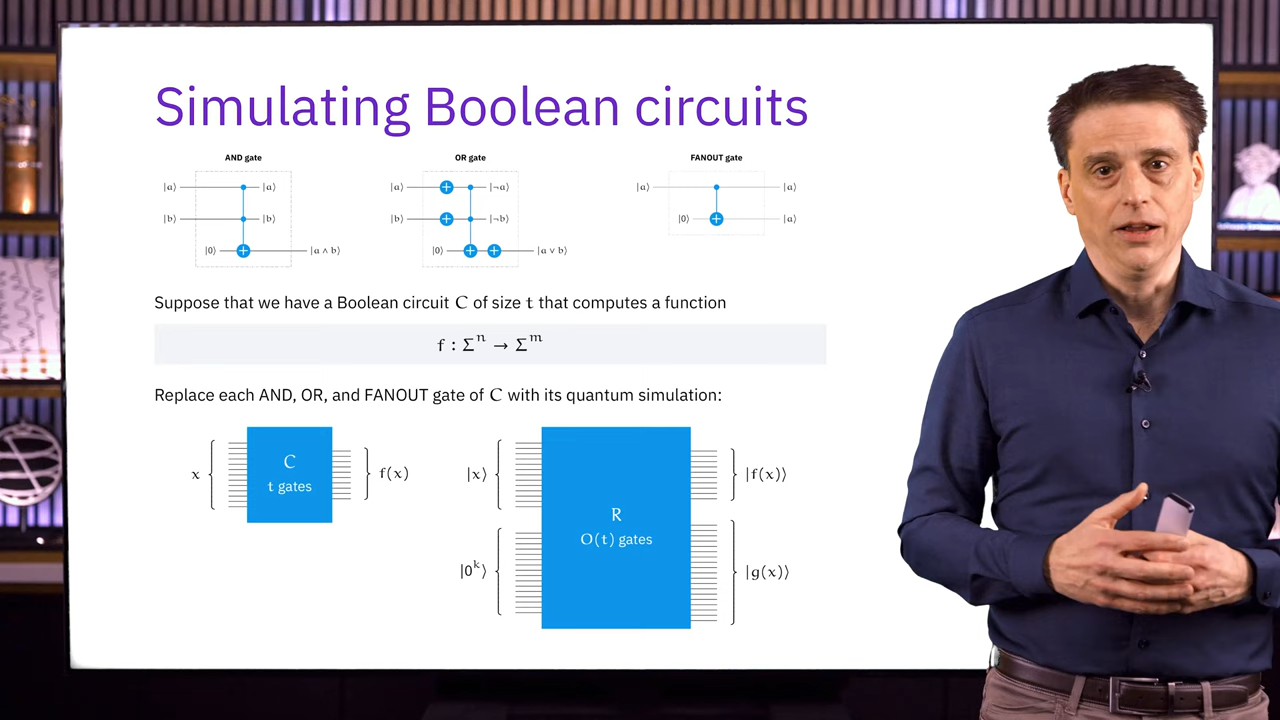 Simulating Boolean circuits
AND gate
|a⟩ |a⟩
|b⟩ |b⟩
|0⟩ |a ∧ b⟩
OR gate
|a⟩ |¬a⟩
|b⟩ |¬b⟩
|0⟩ |a ∨ b⟩
FANOUT gate
|a⟩ |a⟩
|0⟩ |a⟩
Suppose that we have a Boolean circuit C of size t that computes a function
f : Σⁿ → Σᵐ
Replace each AND, OR, and FANOUT gate of C with its quantum simulation:
x C f(x)
t gates
|x⟩ |f(x)⟩
R
O(t) gates
|0ᵏ⟩ |g(x)⟩